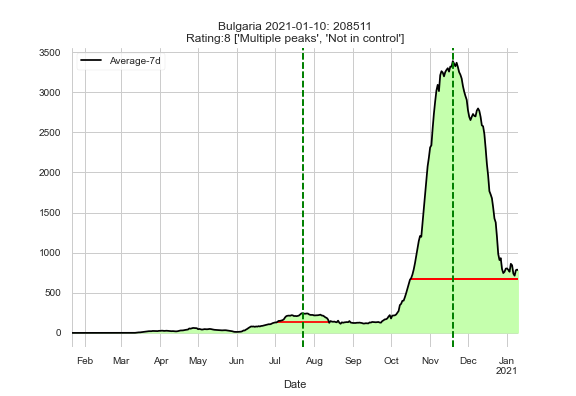 Bulgaria 2021-01-10: 208511
Rating:8 ['Multiple peaks', 'Not in control']
Average-7d
3500
3000
2500
2000
1500
1000
500
0
Feb Mar Apr May Jun Jul Aug Sep Oct Nov Dec Jan
2021
Date